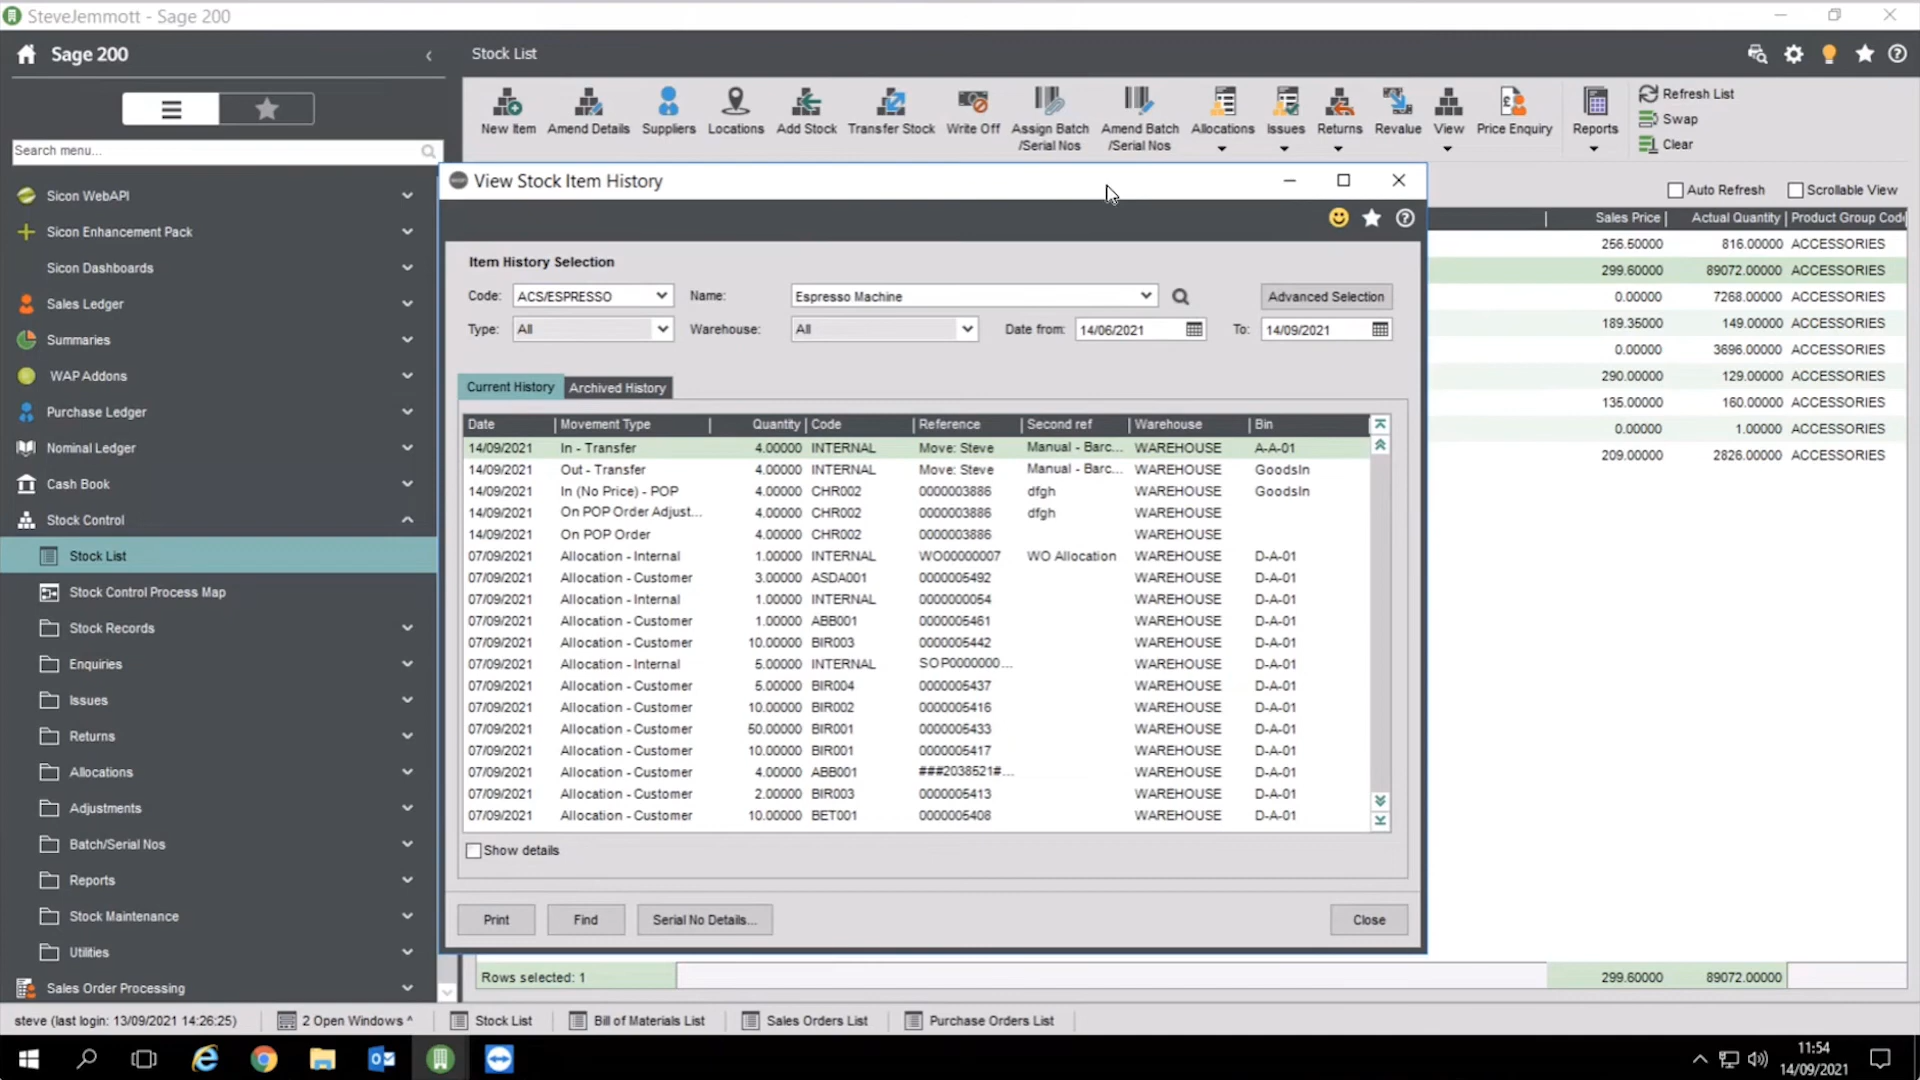 SteveJemmott - Sage 200
Sage 200
Stock List
New Item
Amend Details
Suppliers
Locations
Add Stock
Transfer Stock
Write Off
Assign Batch
/Serial Nos
Amend Batch
/Serial Nos
Allocations
Issues
Returns
Revalue
View
Price Enquiry
Reports
Refresh List
Swap
Clear
Search menu...
Sicon WebAPI
Sicon Enhancement Pack
Sicon Dashboards
Sales Ledger
Summaries
WAP Addons
Purchase Ledger
Nominal Ledger
Cash Book
Stock Control
Stock List
Stock Control Process Map
Stock Records
Enquiries
Issues
Returns
Allocations
Adjustments
Batch/Serial Nos
Reports
Stock Maintenance
Utilities
Sales Order Processing
View Stock Item History
Item History Selection
Code: ACS/ESPRESSO Name: Espresso Machine Advanced Selection
Type: All Warehouse: All Date from: 14/06/2021 To: 14/09/2021
Current History Archived History
Date Movement Type Quantity Code Reference Second ref Warehouse Bin
14/09/2021 In - Transfer 4.00000 INTERNAL Move: Steve Manual - Barc... WAREHOUSE A-A-01
14/09/2021 Out - Transfer 4.00000 INTERNAL Move: Steve Manual - Barc... WAREHOUSE GoodsIn
14/09/2021 In (No Price) - POP 4.00000 CHR002 0000003886 dfgh WAREHOUSE GoodsIn
14/09/2021 On POP Order Adjust... 4.00000 CHR002 0000003886 dfgh WAREHOUSE
14/09/2021 On POP Order 4.00000 CHR002 0000003886 WAREHOUSE
07/09/2021 Allocation - Internal 1.00000 INTERNAL WO00000007 WO Allocation WAREHOUSE D-A-01
07/09/2021 Allocation - Customer 3.00000 ASDA001 0000005492 WAREHOUSE D-A-01
07/09/2021 Allocation - Internal 1.00000 INTERNAL 0000000054 WAREHOUSE D-A-01
07/09/2021 Allocation - Customer 1.00000 ABB001 0000005461 WAREHOUSE D-A-01
07/09/2021 Allocation - Customer 10.00000 BIR003 0000005442 WAREHOUSE D-A-01
07/09/2021 Allocation - Internal 5.00000 INTERNAL SOP0000000... WAREHOUSE D-A-01
07/09/2021 Allocation - Customer 5.00000 BIR004 0000005437 WAREHOUSE D-A-01
07/09/2021 Allocation - Customer 10.00000 BIR002 0000005416 WAREHOUSE D-A-01
07/09/2021 Allocation - Customer 50.00000 BIR001 0000005433 WAREHOUSE D-A-01
07/09/2021 Allocation - Customer 10.00000 BIR001 0000005417 WAREHOUSE D-A-01
07/09/2021 Allocation - Customer 4.00000 ABB001 ###2038521#... WAREHOUSE D-A-01
07/09/2021 Allocation - Customer 2.00000 BIR003 0000005413 WAREHOUSE D-A-01
07/09/2021 Allocation - Customer 10.00000 BET001 0000005408 WAREHOUSE D-A-01
Show details
Print Find Serial No Details... Close
Auto Refresh Scrollable View
Sales Price Actual Quantity Product Group Code
256.50000 816.00000 ACCESSORIES
299.60000 89072.00000 ACCESSORIES
0.00000 7268.00000 ACCESSORIES
189.35000 149.00000 ACCESSORIES
0.00000 3696.00000 ACCESSORIES
290.00000 129.00000 ACCESSORIES
135.00000 160.00000 ACCESSORIES
0.00000 1.00000 ACCESSORIES
209.00000 2826.00000 ACCESSORIES
Rows selected: 1 299.60000 89072.00000
steve (last login: 13/09/2021 14:26:25) 2 Open Windows ^ Stock List Bill of Materials List Sales Orders List Purchase Orders List
11:54
14/09/2021